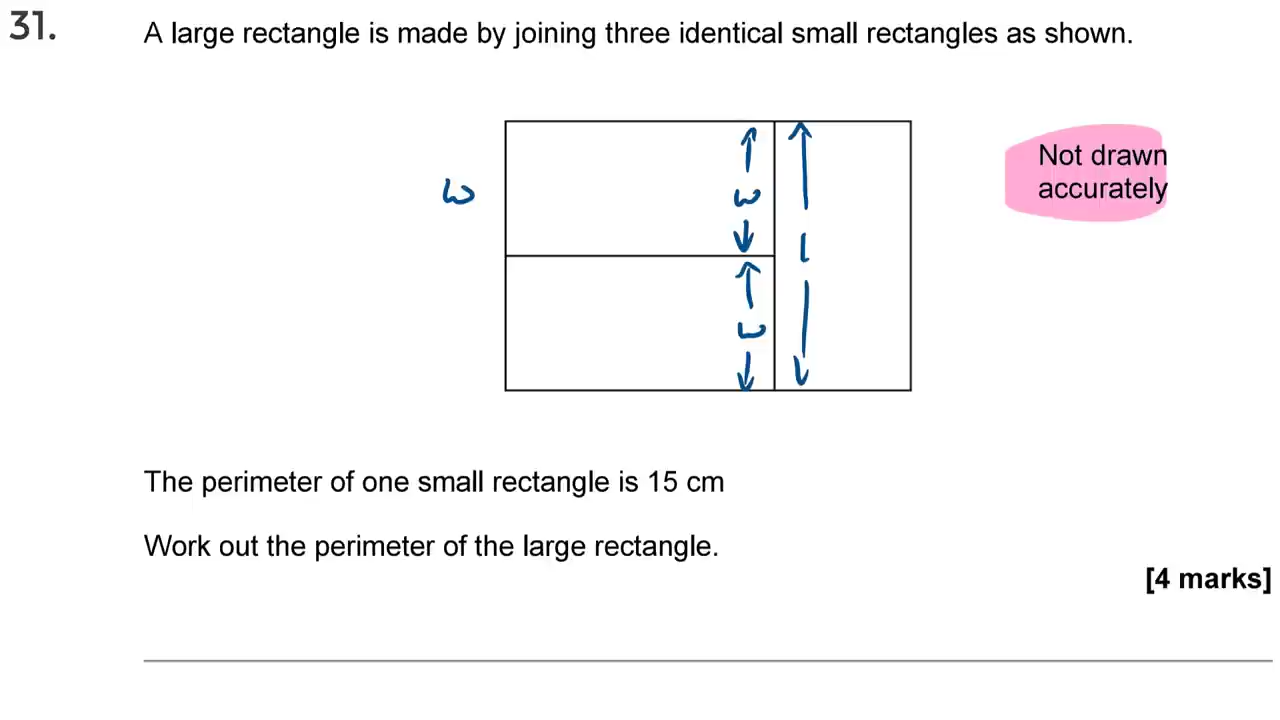 31.
A large rectangle is made by joining three identical small rectangles as shown.
Not drawn
accurately
w
w
l
w
The perimeter of one small rectangle is 15 cm
Work out the perimeter of the large rectangle.
[4 marks]